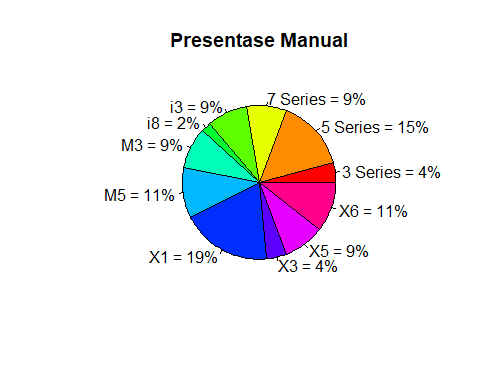 Presentase Manual
7 Series = 9%
i3 = 9%
5 Series = 15%
i8 = 2%
M3 = 9%
3 Series = 4%
M5 = 11%
X6 = 11%
X5 = 9%
X1 = 19%
X3 = 4%